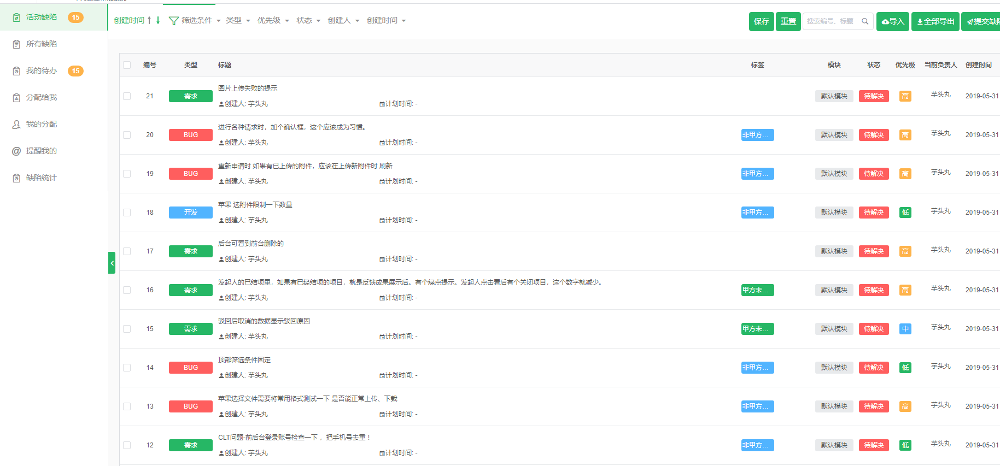 活动缺陷 15
所有缺陷
我的待办 15
分配给我
我的分配
@ 提醒我的
缺陷统计
创建时间 筛选条件 类型 优先级 状态 创建人 创建时间
保存 重置 搜索编号、标题 导入 全部导出 提交缺陷
编号 类型 标题 标签 模块 状态 优先级 当前负责人 创建时间
图片上传失败的提示
21 需求 默认模块 待解决 高 芋头丸 2019-05-31
创建人: 芋头丸 计划时间: -
进行各种请求时，加个确认框，这个应该成为习惯。
20 BUG 非甲方... 默认模块 待解决 高 芋头丸 2019-05-31
创建人: 芋头丸 计划时间: -
重新申请时 如果有已上传的附件，应该在上传新附件时 刷新
19 BUG 非甲方... 默认模块 待解决 高 芋头丸 2019-05-31
创建人: 芋头丸 计划时间: -
苹果 选附件限制一下数量
18 开发 非甲方... 默认模块 待解决 低 芋头丸 2019-05-31
创建人: 芋头丸 计划时间: -
后台可看到前台删除的
17 需求 默认模块 待解决 高 芋头丸 2019-05-31
创建人: 芋头丸 计划时间: -
发起人的已结项里，如果有已经结项的项目，就是反馈成果展示后。有个绿点提示。发起人点击看后有个关闭项目，这个数字就减少。
16 需求 甲方未... 默认模块 待解决 高 芋头丸 2019-05-31
创建人: 芋头丸 计划时间: -
驳回后取消的数据显示驳回原因
15 需求 甲方未... 默认模块 待解决 中 芋头丸 2019-05-31
创建人: 芋头丸 计划时间: -
顶部筛选条件固定
14 BUG 非甲方... 默认模块 待解决 低 芋头丸 2019-05-31
创建人: 芋头丸 计划时间: -
苹果选择文件需要将常用格式测试一下 是否能正常上传、下载
13 BUG 非甲方... 默认模块 待解决 高 芋头丸 2019-05-31
创建人: 芋头丸 计划时间: -
CLT问题-前后台登录账号检查一下 ，把手机号去重！
12 需求 非甲方... 默认模块 待解决 低 芋头丸 2019-05-31
创建人: 芋头丸 计划时间: -